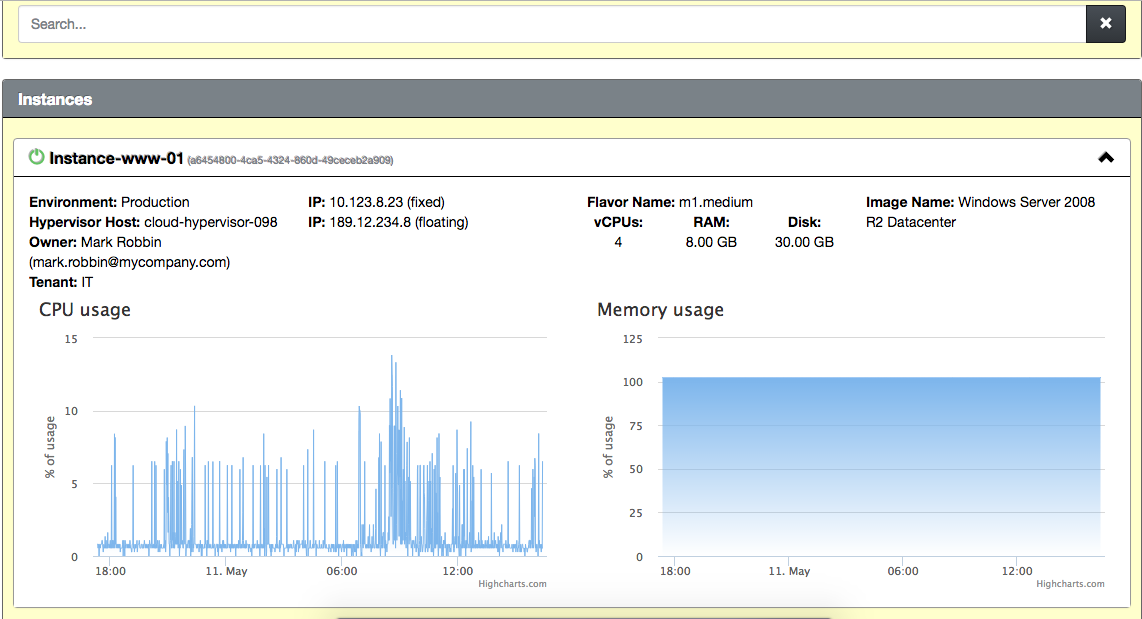 Search...
Instances
Instance-www-01 (a6454800-4ca5-4324-860d-49ceceb2a909)
Environment: Production
Hypervisor Host: cloud-hypervisor-098
Owner: Mark Robbin
(mark.robbin@mycompany.com)
Tenant: IT
IP: 10.123.8.23 (fixed)
IP: 189.12.234.8 (floating)
Flavor Name: m1.medium
vCPUs: RAM: Disk:
4 8.00 GB 30.00 GB
Image Name: Windows Server 2008
R2 Datacenter
CPU usage
15
10
5
0
% of usage
18:00 11. May 06:00 12:00
Highcharts.com
Memory usage
125
100
75
50
25
0
% of usage
18:00 11. May 06:00 12:00
Highcharts.com